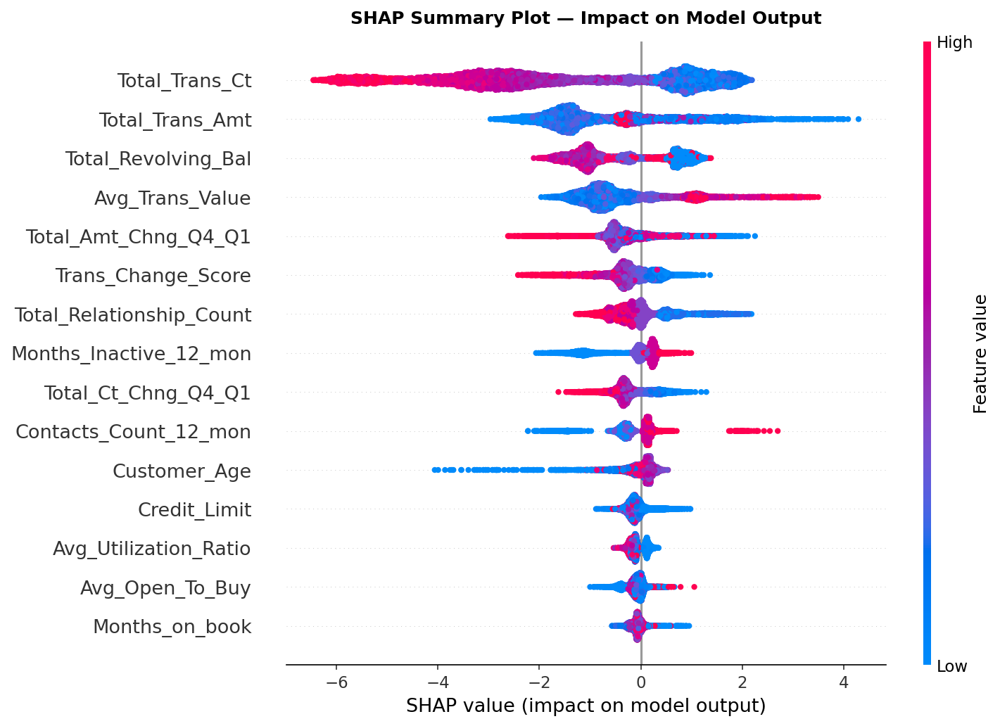 SHAP Summary Plot — Impact on Model Output
High
Total_Trans_Ct
Total_Trans_Amt
Total_Revolving_Bal
Avg_Trans_Value
Total_Amt_Chng_Q4_Q1
Trans_Change_Score
Total_Relationship_Count
Months_Inactive_12_mon
Total_Ct_Chng_Q4_Q1
Contacts_Count_12_mon
Customer_Age
Credit_Limit
Avg_Utilization_Ratio
Avg_Open_To_Buy
Months_on_book
Feature value
Low
−6 −4 −2 0 2 4
SHAP value (impact on model output)